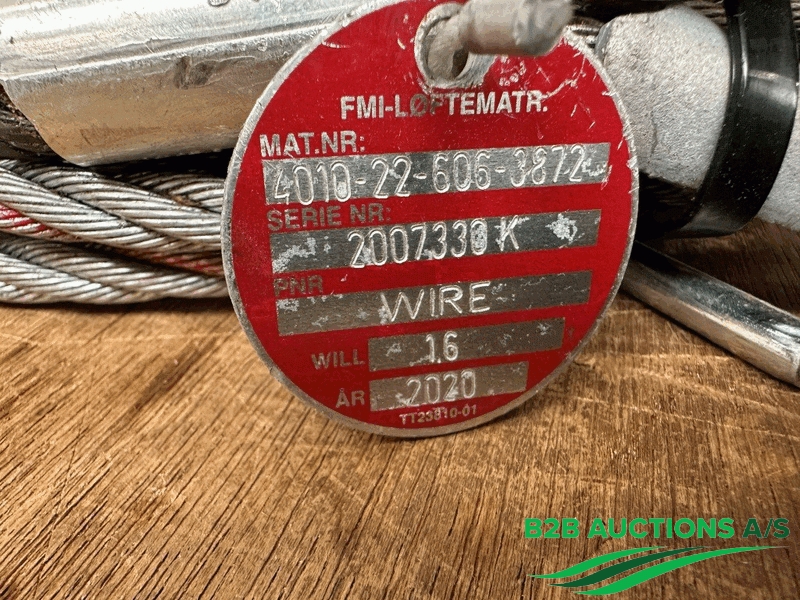 FMI-LØFTEMATR.
MAT.NR:
4010-22-606-3872
SERIE NR:
2007330 K
PNR
WIRE
WILL 16
ÅR 2020
TT23810-01
B2B AUCTIONS A/S